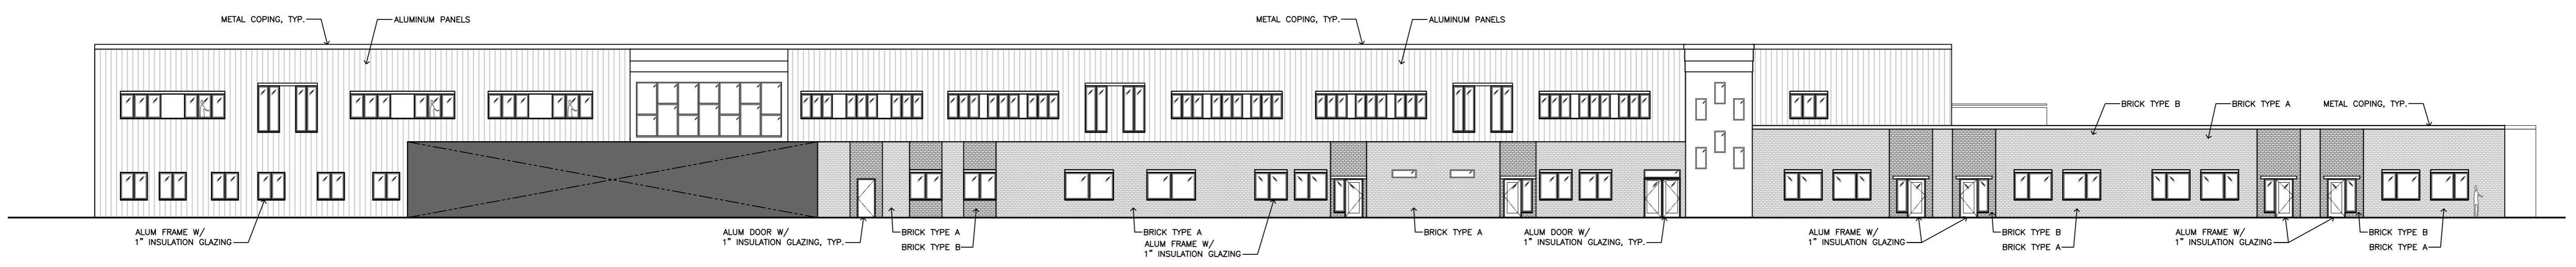 METAL COPING, TYP.
ALUMINUM PANELS
METAL COPING, TYP.
ALUMINUM PANELS
BRICK TYPE B
BRICK TYPE A
METAL COPING, TYP.
ALUM FRAME W/
1" INSULATION GLAZING
ALUM DOOR W/
1" INSULATION GLAZING, TYP.
BRICK TYPE A
BRICK TYPE B
BRICK TYPE A
ALUM FRAME W/
1" INSULATION GLAZING
BRICK TYPE A
ALUM DOOR W/
1" INSULATION GLAZING, TYP.
ALUM FRAME W/
1" INSULATION GLAZING
BRICK TYPE B
BRICK TYPE A
ALUM FRAME W/
1" INSULATION GLAZING
BRICK TYPE B
BRICK TYPE A